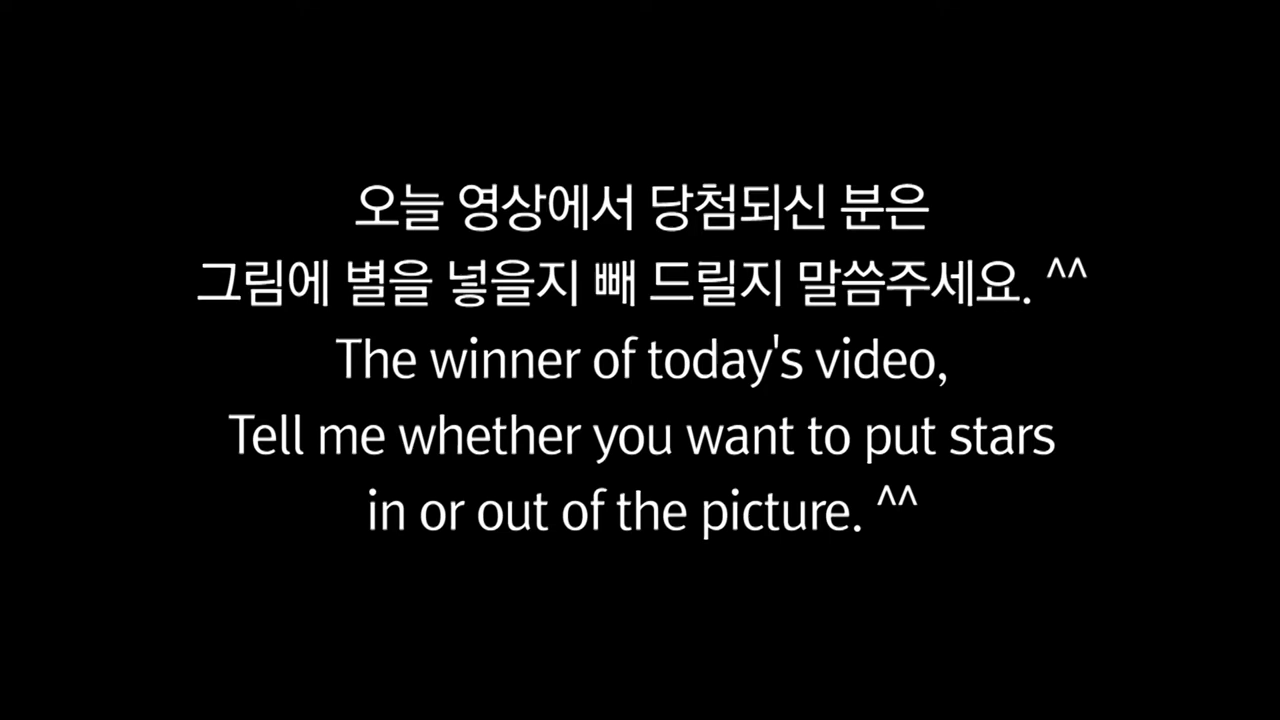 오늘 영상에서 당첨되신 분은
그림에 별을 넣을지 빼 드릴지 말씀주세요. ^^
The winner of today's video,
Tell me whether you want to put stars
in or out of the picture. ^^